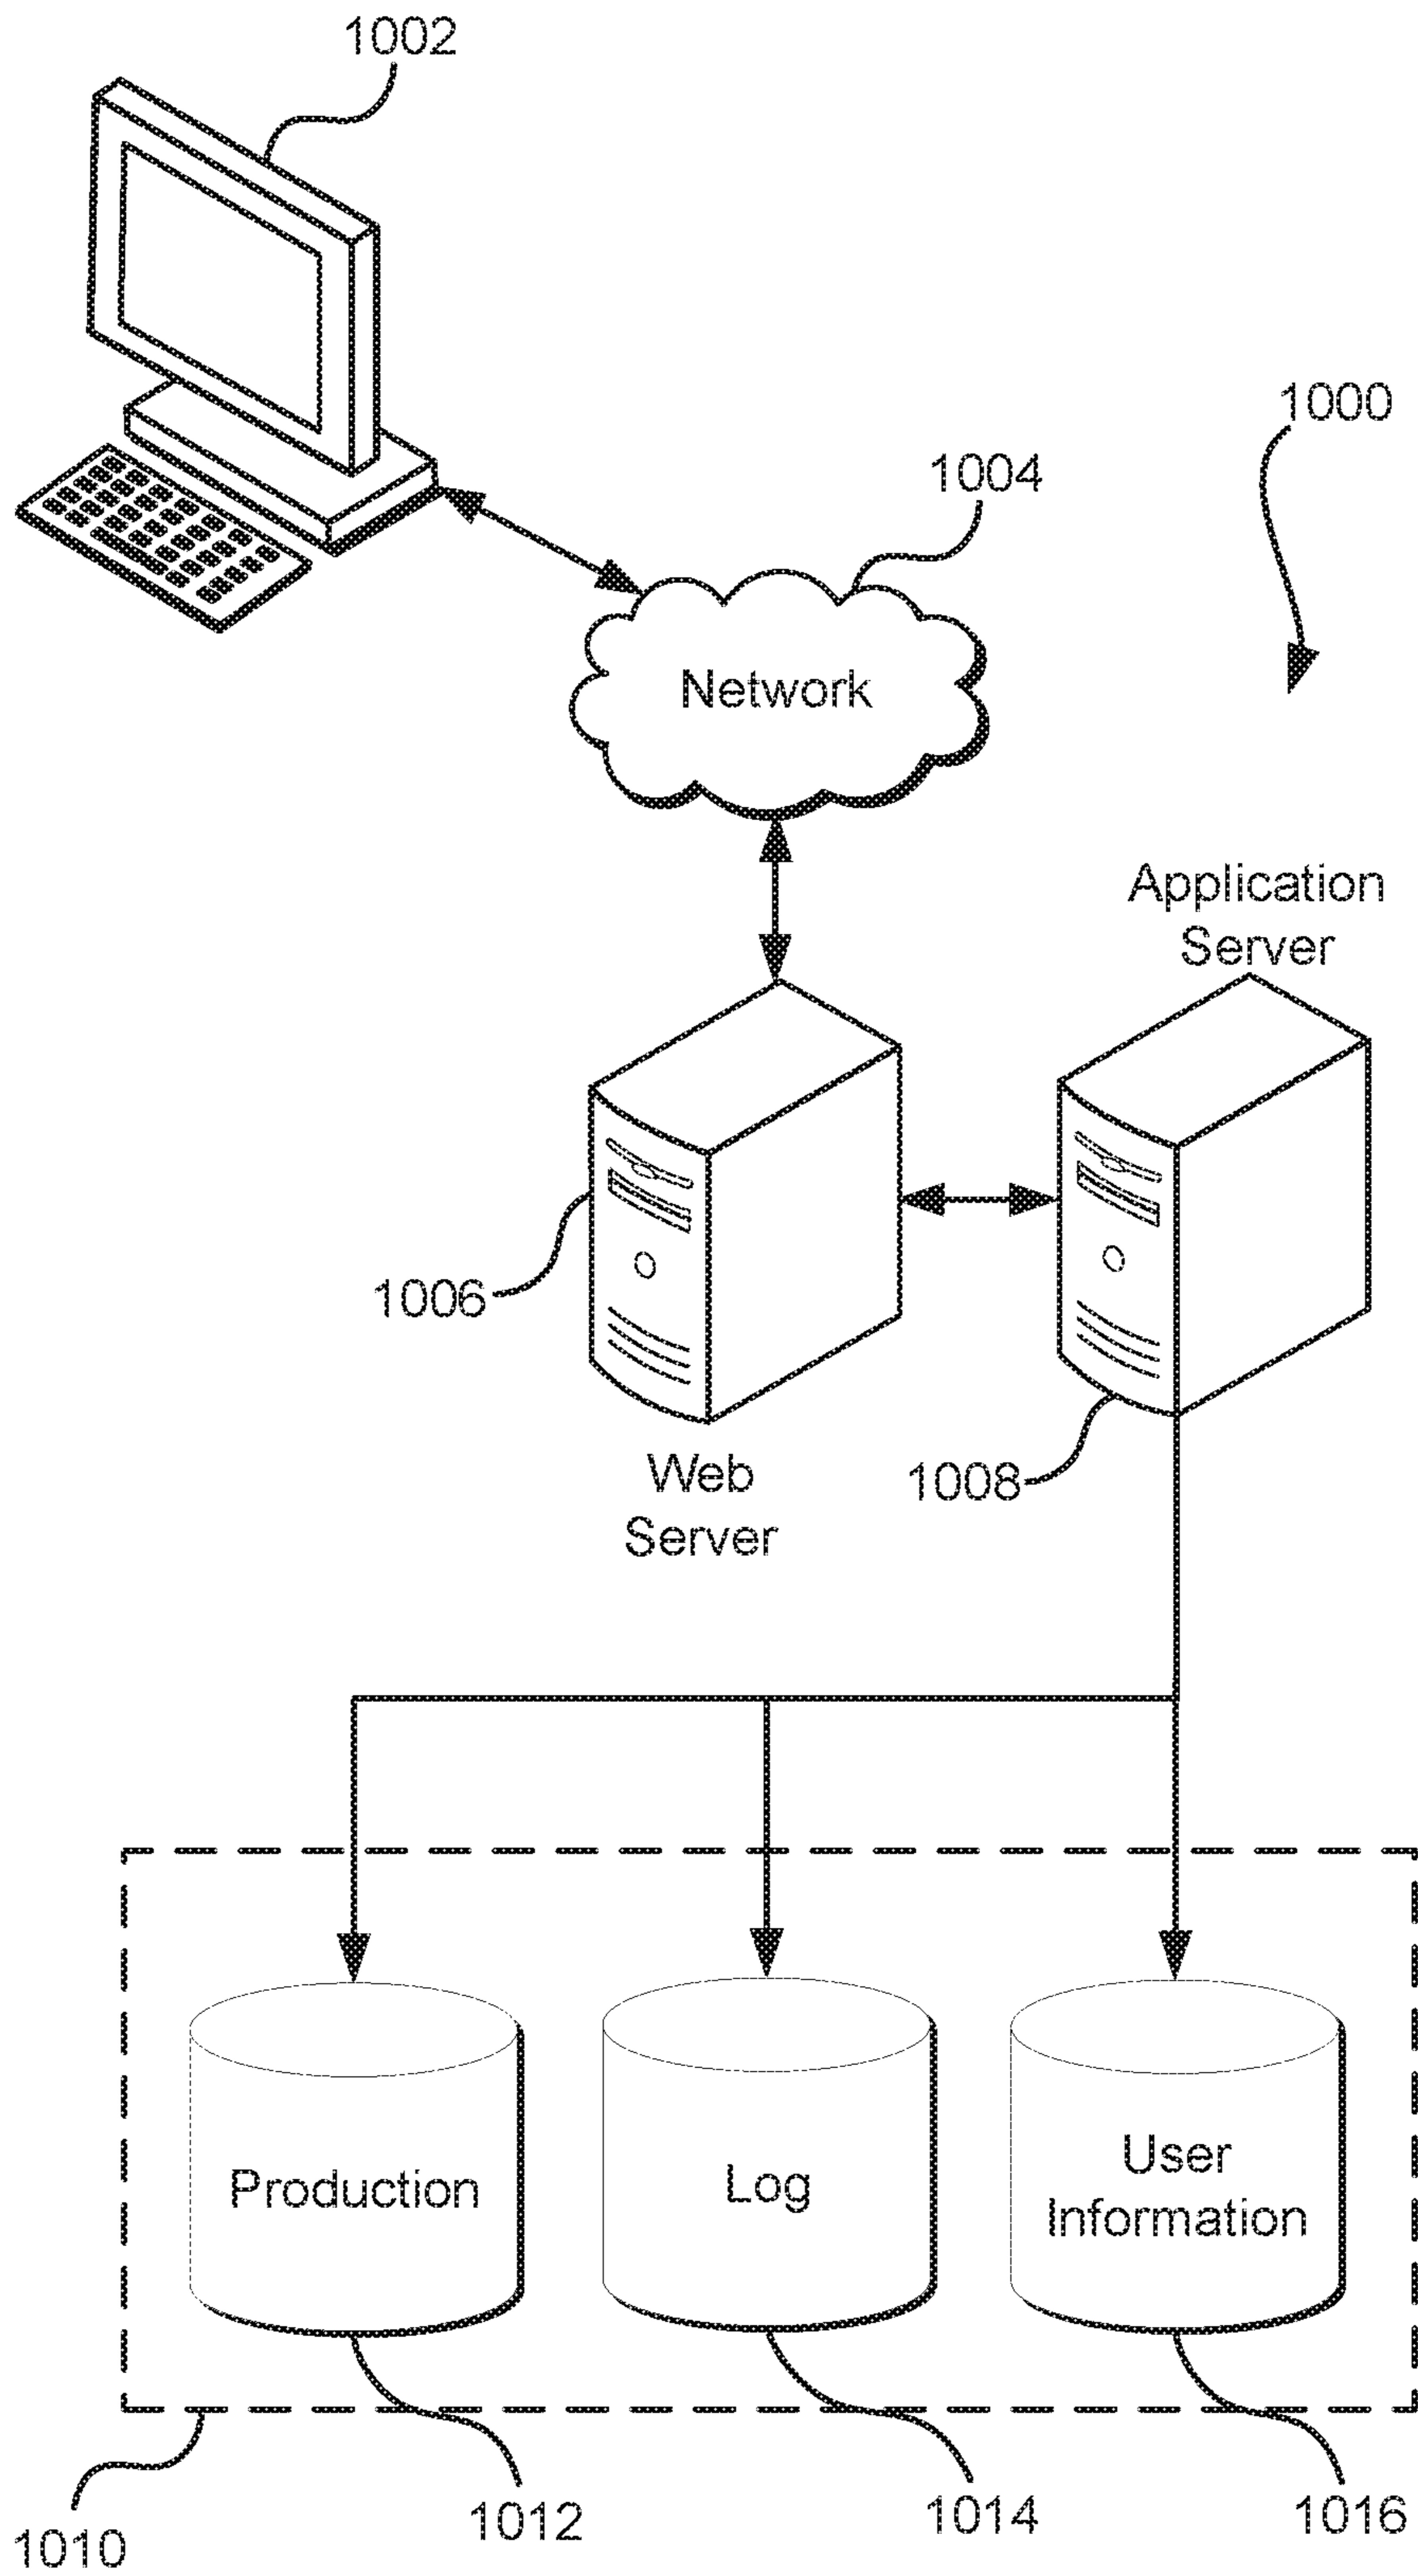 1002
1000
1004
Network
Application
Server
1006
Web
Server
1008
Production
Log
User
Information
1010
1012
1014
1016